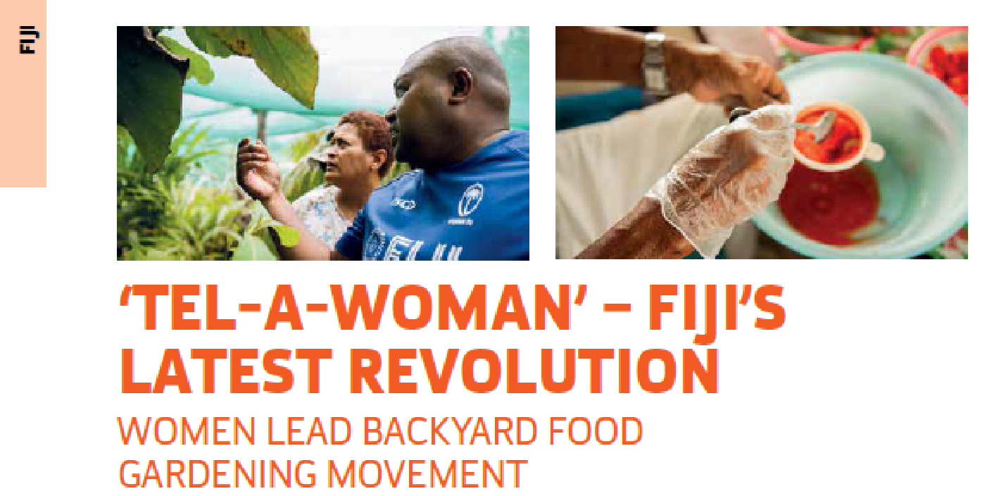 FIJI
‘TEL-A-WOMAN’ – FIJI’S
LATEST REVOLUTION
WOMEN LEAD BACKYARD FOOD
GARDENING MOVEMENT